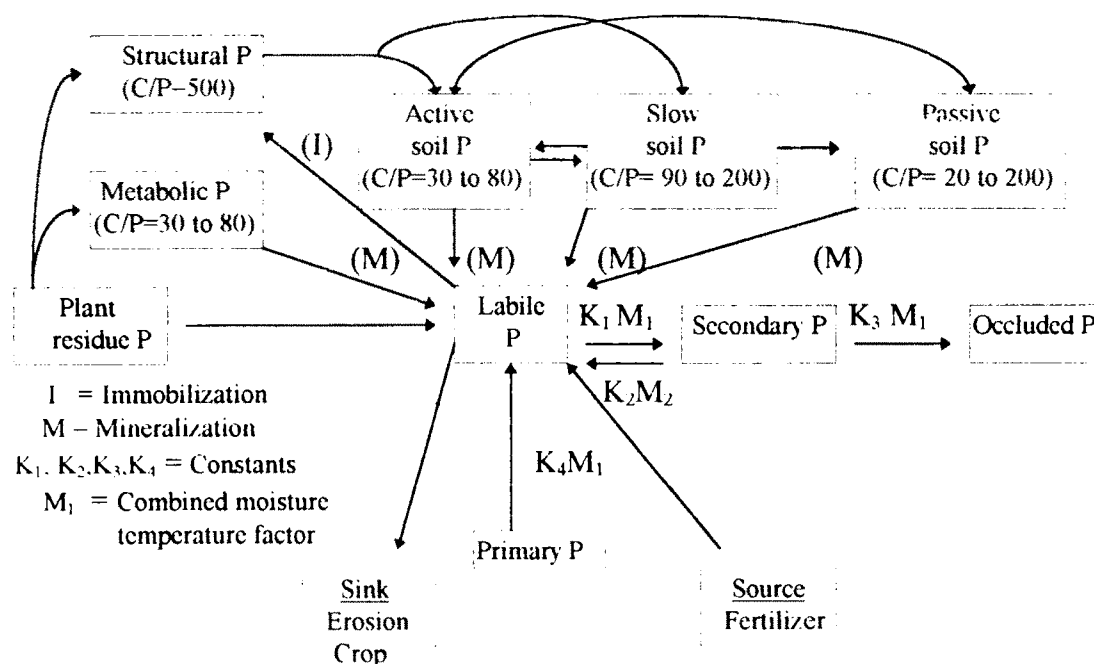 Structural P
(C/P–500)
Active
soil P
(C/P=30 to 80)
Slow
soil P
(C/P= 90 to 200)
Passive
soil P
(C/P= 20 to 200)
(I)
Metabolic P
(C/P=30 to 80)
(M)
(M)
(M)
(M)
Plant
residue P
Labile
P
K₁ M₁
Secondary P
K₃ M₁
Occluded P
K₂M₂
I = Immobilization
M – Mineralization
K₁, K₂,K₃,K₄ = Constants
M₁ = Combined moisture
temperature factor
K₄M₁
Primary P
Sink
Erosion
Crop
Source
Fertilizer